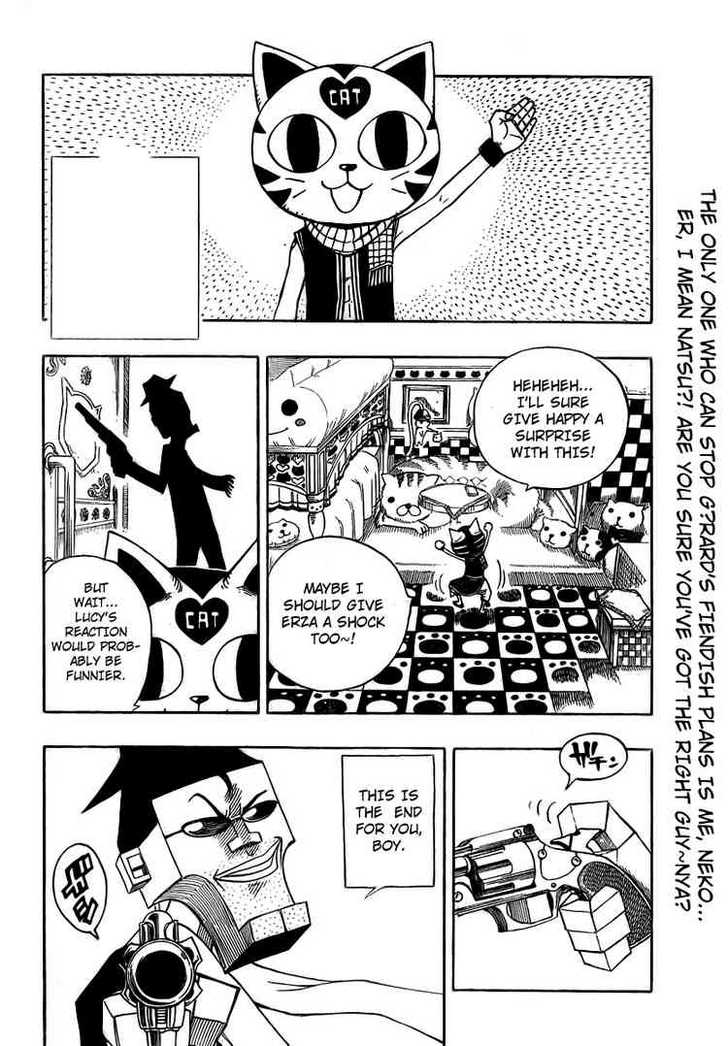 THE ONLY ONE WHO CAN STOP G?RARD'S FIENDISH PLANS IS ME, NEKO...
ER, I MEAN NATSU?! ARE YOU SURE YOU'VE GOT THE RIGHT GUY~NYA?
CAT
HEHEHEH...
I'LL SURE
GIVE HAPPY A
SURPRISE
WITH THIS!
MAYBE I
SHOULD GIVE
ERZA A SHOCK
TOO~!
BUT
WAIT...
LUCY'S
REACTION
WOULD PROB-
ABLY BE
FUNNIER.
CAT
ガチン
THIS IS
THE END
FOR YOU,
BOY.